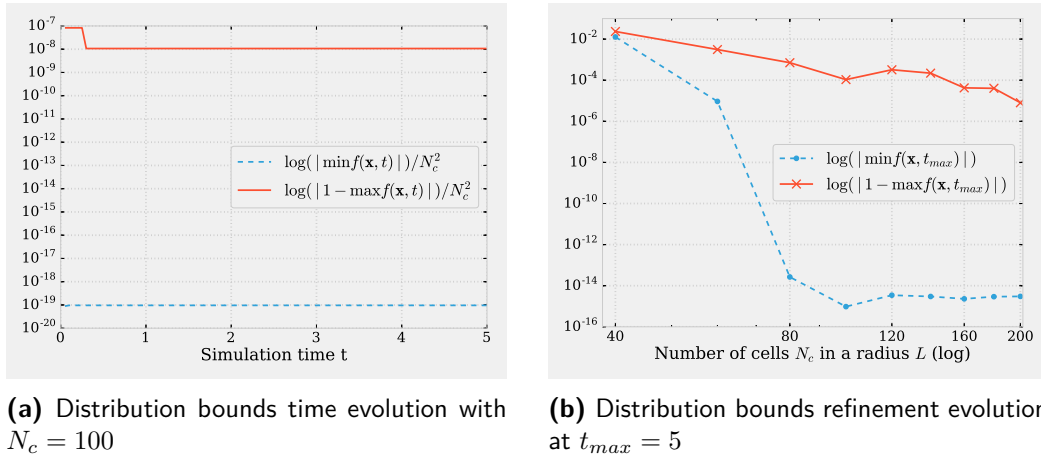 10^-7
10^-8
10^-9
10^-10
10^-11
10^-12
10^-13
10^-14
10^-15
10^-16
10^-17
10^-18
10^-19
10^-20
log( | minf(x, t) | )/N_c^2
log( | 1 − maxf(x, t) | )/N_c^2
0 1 2 3 4 5
Simulation time t
(a) Distribution bounds time evolution with
N_c = 100
10^-2
10^-4
10^-6
10^-8
10^-10
10^-12
10^-14
10^-16
log( | minf(x, t_max) | )
log( | 1 − maxf(x, t_max) | )
40 80 120 160 200
Number of cells N_c in a radius L (log)
(b) Distribution bounds refinement evolution
at t_max = 5